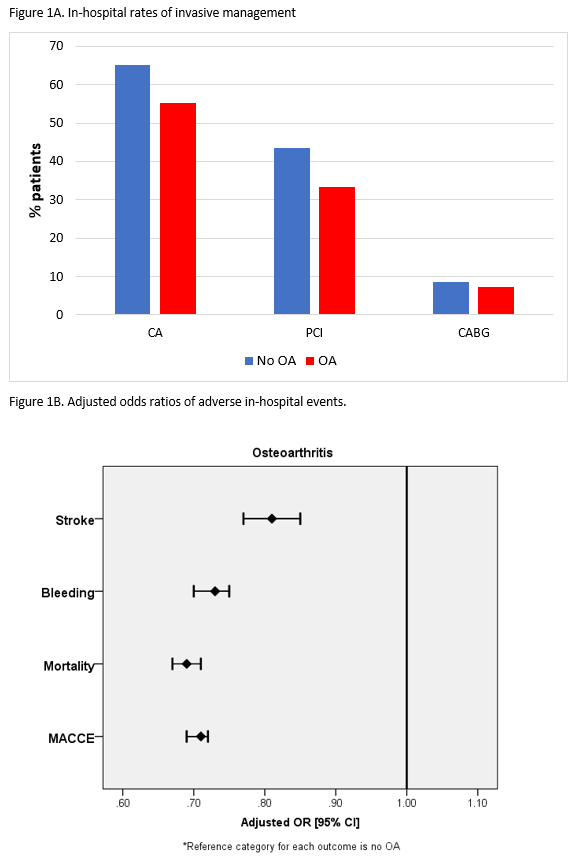 Figure 1A. In-hospital rates of invasive management
70
60
50
40
30
20
10
0
% patients
CA PCI CABG
No OA OA
Figure 1B. Adjusted odds ratios of adverse in-hospital events.
Osteoarthritis
Stroke
Bleeding
Mortality
MACCE
.60 .70 .80 .90 1.00 1.10
Adjusted OR [95% CI]
*Reference category for each outcome is no OA